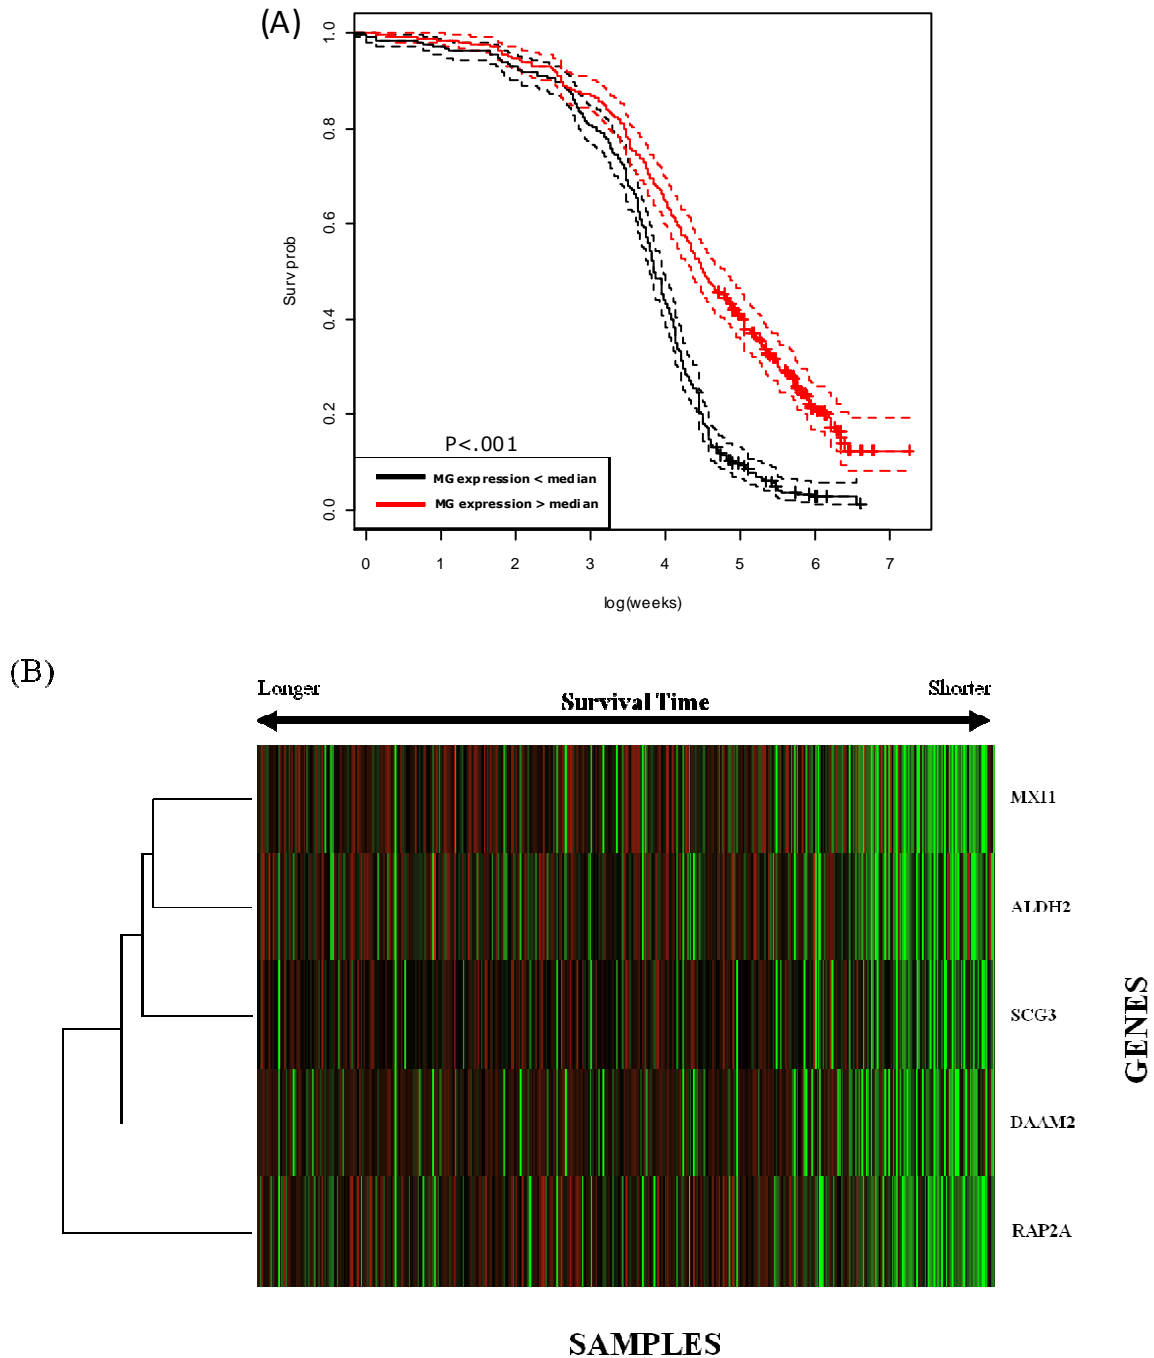 (A)
1.0
0.8
0.6
0.4
0.2
0.0
Surv prob
P<.001
MG expression < median
MG expression > median
0 1 2 3 4 5 6 7
log(weeks)
(B)
Longer Survival Time Shorter
MXI1
ALDH2
SCG3
DAAM2
RAP2A
GENES
SAMPLES